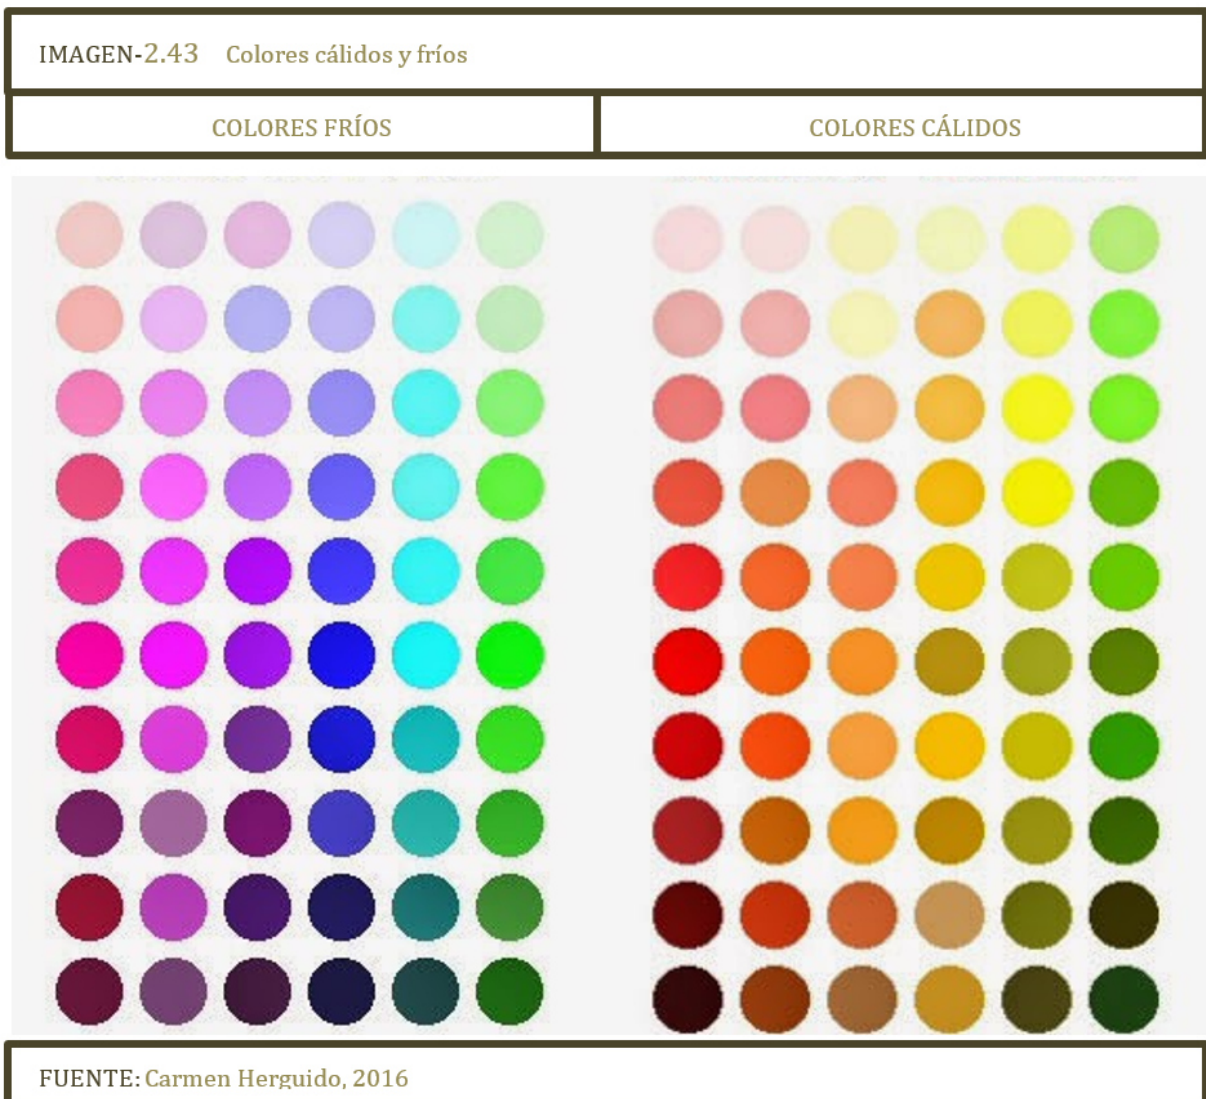 IMAGEN-2.43 Colores cálidos y fríos
COLORES FRÍOS
COLORES CÁLIDOS
FUENTE: Carmen Herguido, 2016